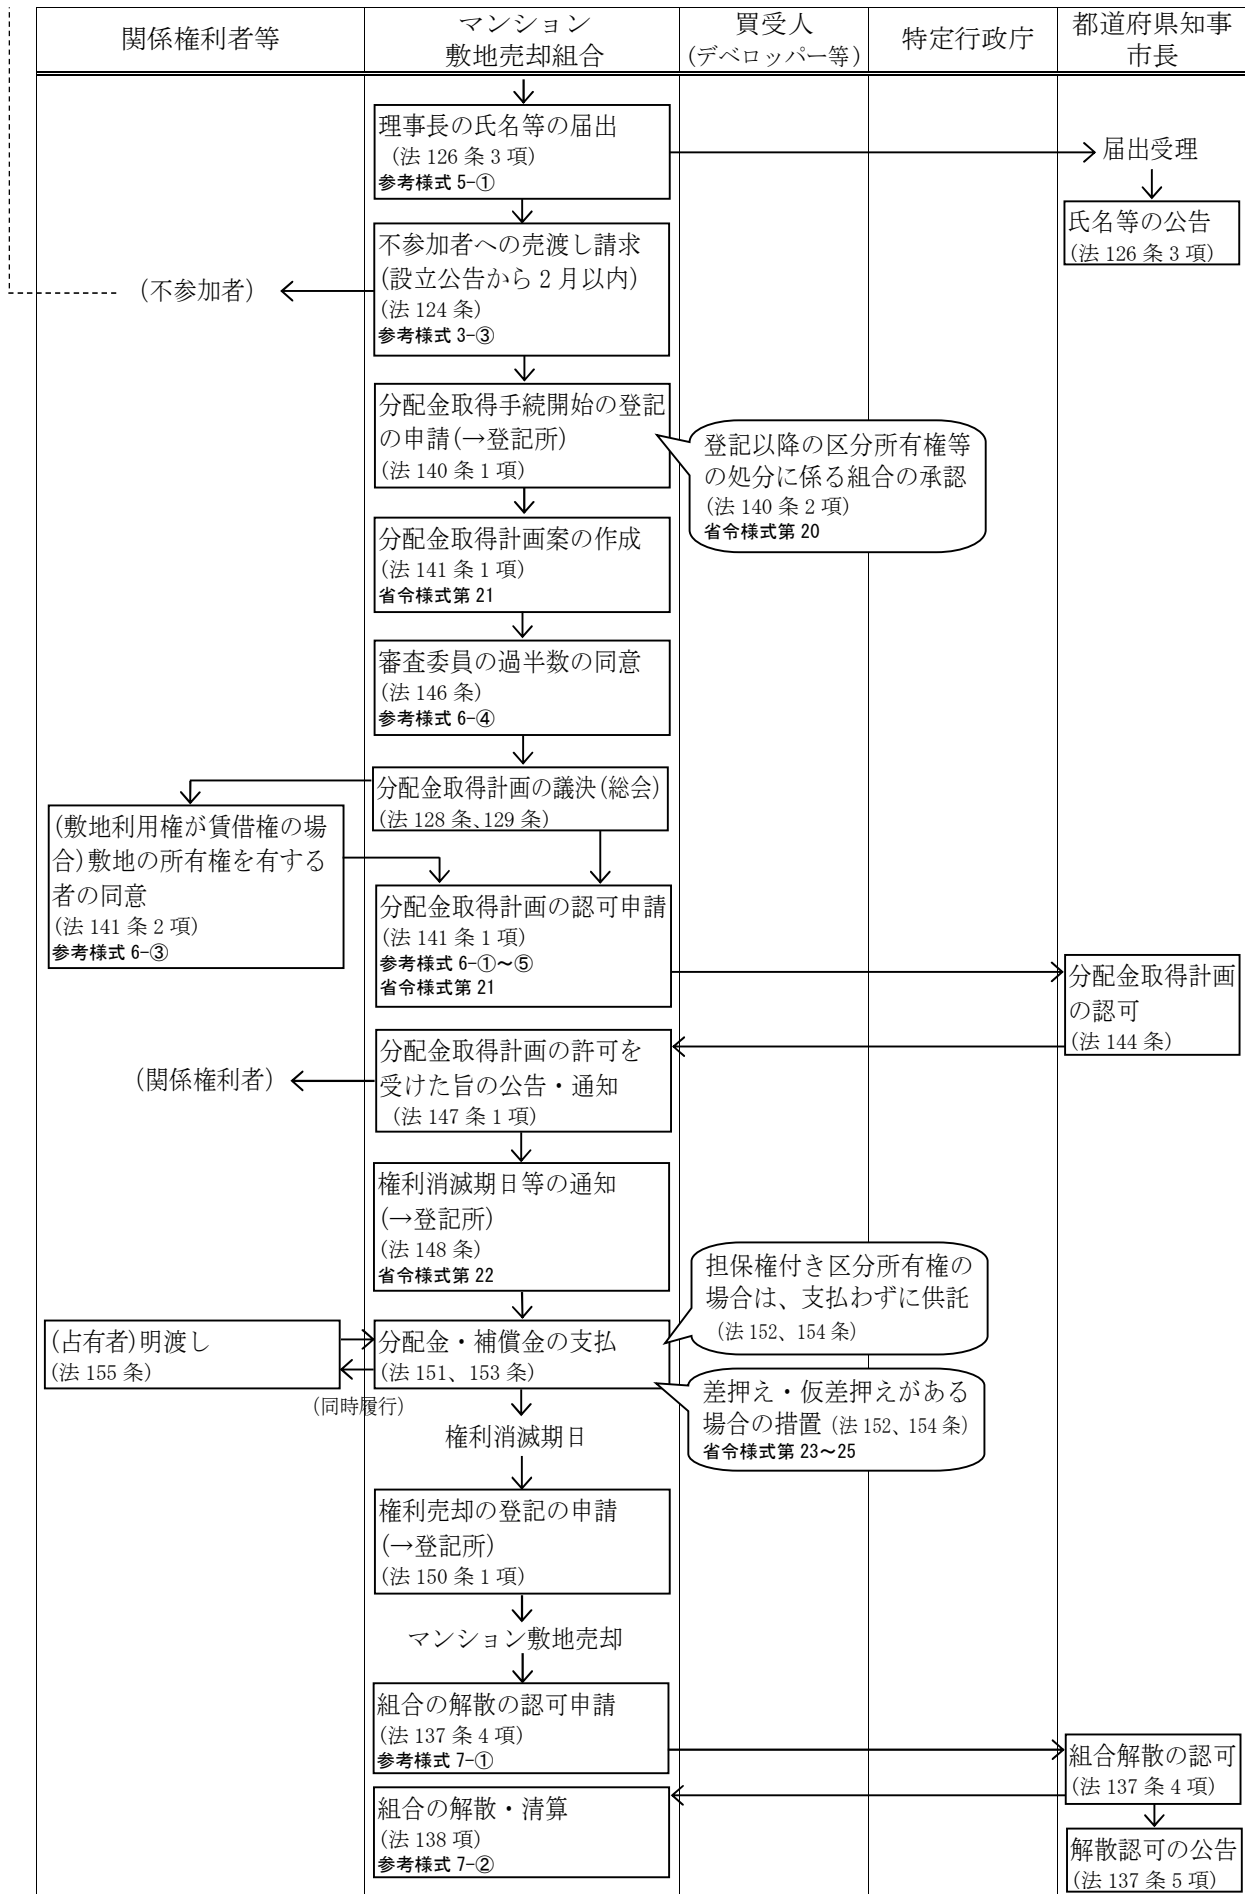 関係権利者等
マンション
敷地売却組合
買受人
(デベロッパー等)
特定行政庁
都道府県知事
市長
理事長の氏名等の届出
(法 126 条 3 項)
参考様式 5-①
届出受理
氏名等の公告
(法 126 条 3 項)
不参加者への売渡し請求
(設立公告から 2 月以内)
(法 124 条)
参考様式 3-③
(不参加者)
分配金取得手続開始の登記
の申請(→登記所)
(法 140 条 1 項)
登記以降の区分所有権等
の処分に係る組合の承認
(法 140 条 2 項)
省令様式第 20
分配金取得計画案の作成
(法 141 条 1 項)
省令様式第 21
審査委員の過半数の同意
(法 146 条)
参考様式 6-④
分配金取得計画の議決(総会)
(法 128 条、129 条)
(敷地利用権が賃借権の場
合)敷地の所有権を有する
者の同意
(法 141 条 2 項)
参考様式 6-③
分配金取得計画の認可申請
(法 141 条 1 項)
参考様式 6-①~⑤
省令様式第 21
分配金取得計画
の認可
(法 144 条)
分配金取得計画の許可を
受けた旨の公告・通知
(法 147 条 1 項)
(関係権利者)
権利消滅期日等の通知
(→登記所)
(法 148 条)
省令様式第 22
担保権付き区分所有権の
場合は、支払わずに供託
(法 152、154 条)
(占有者)明渡し
(法 155 条)
分配金・補償金の支払
(法 151、153 条)
(同時履行)
差押え・仮差押えがある
場合の措置 (法 152、154 条)
省令様式第 23~25
権利消滅期日
権利売却の登記の申請
(→登記所)
(法 150 条 1 項)
マンション敷地売却
組合の解散の認可申請
(法 137 条 4 項)
参考様式 7-①
組合解散の認可
(法 137 条 4 項)
組合の解散・清算
(法 138 項)
参考様式 7-②
解散認可の公告
(法 137 条 5 項)